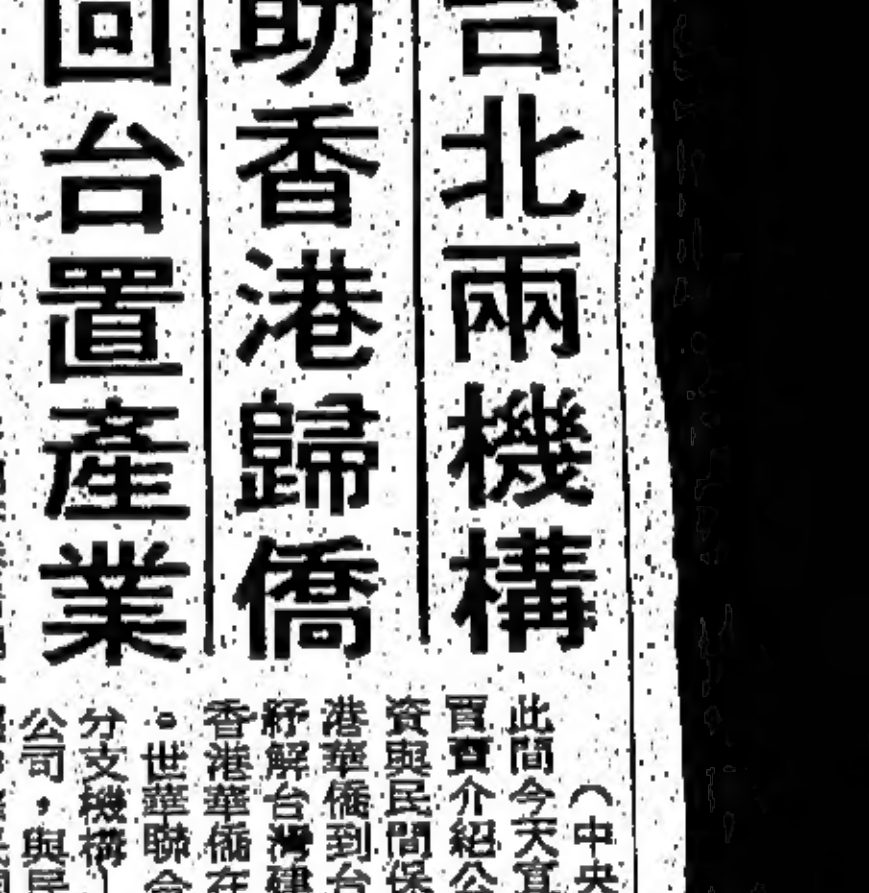 台北兩機構
助香港歸僑
回台置產業
（中央
此間今天宣
買賣介紹公
資與民間保
港華僑到台
紓解台灣建
香港華僑在
。世華聯合
分支機構
公司，與民